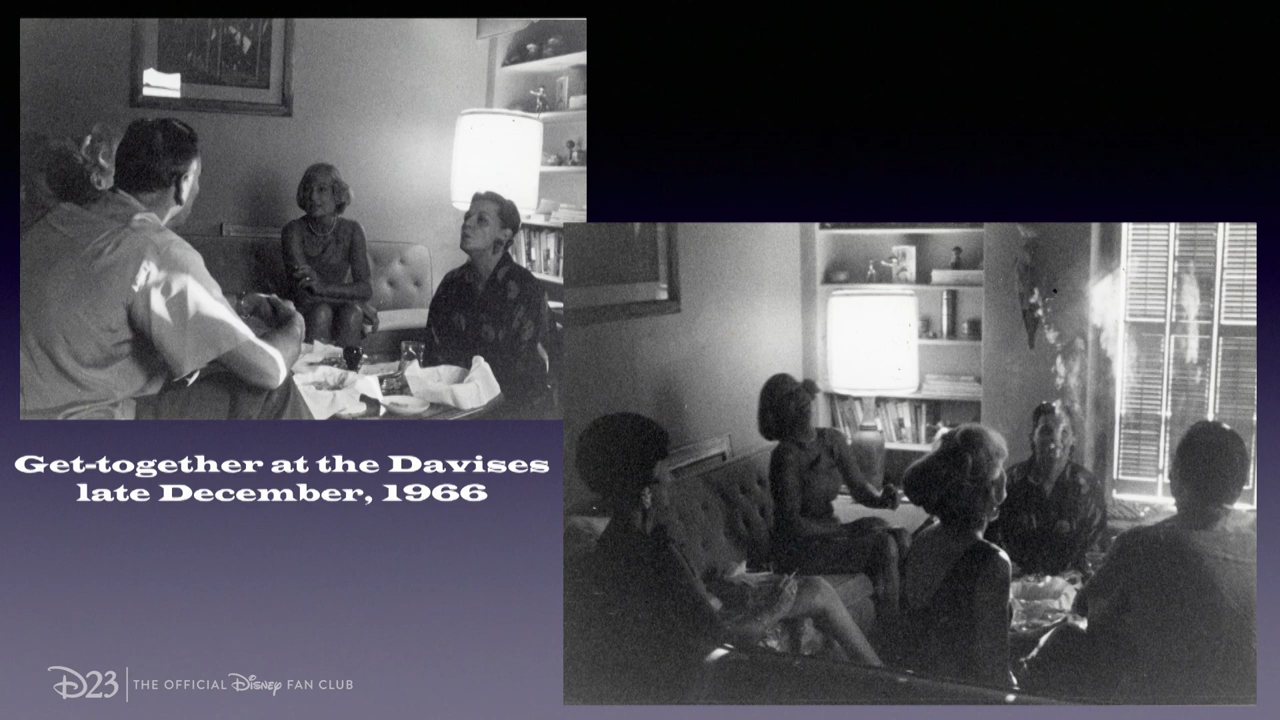 Get-together at the Davises
late December, 1966
D23 THE OFFICIAL Disney FAN CLUB